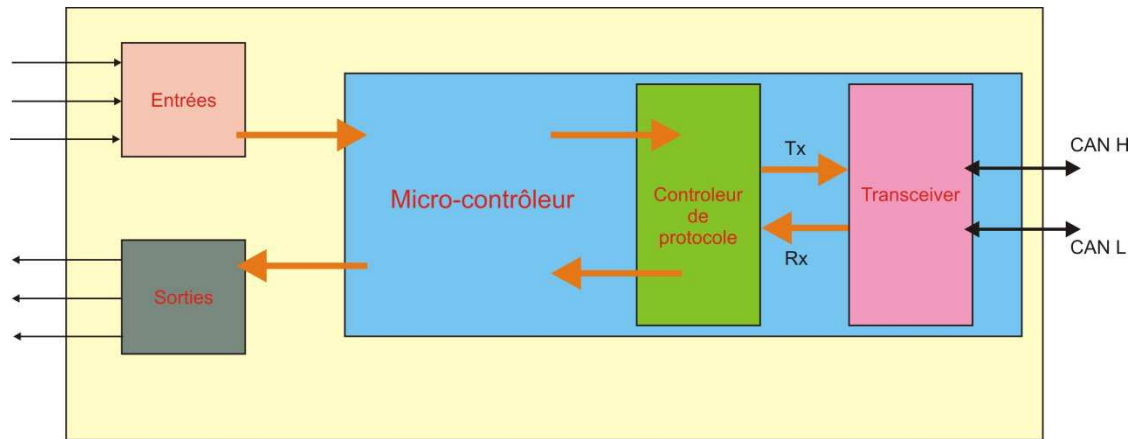 Entrées
Micro-contrôleur
Controleur
de
protocole
Tx
Rx
Transceiver
CAN H
CAN L
Sorties